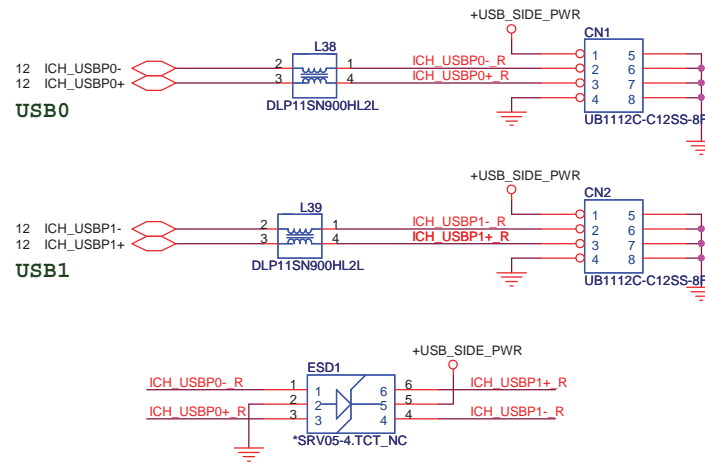 +USB_SIDE_PWR
L38
CN1
12 ICH_USBP0- 2 1 ICH_USBP0-_R 1 5
12 ICH_USBP0+ 3 4 ICH_USBP0+_R 2 6
3 7
4 8
USB0
DLP11SN900HL2L
UB1112C-C12SS-8F
+USB_SIDE_PWR
L39
CN2
12 ICH_USBP1- 2 1 ICH_USBP1-_R 1 5
12 ICH_USBP1+ 3 4 ICH_USBP1+_R 2 6
3 7
4 8
USB1
DLP11SN900HL2L
UB1112C-C12SS-8F
+USB_SIDE_PWR
ESD1
ICH_USBP0-_R 1 1 6 6 ICH_USBP1+_R
2 2 5 5
ICH_USBP0+_R 3 3 4 4 ICH_USBP1-_R
*SRV05-4.TCT_NC